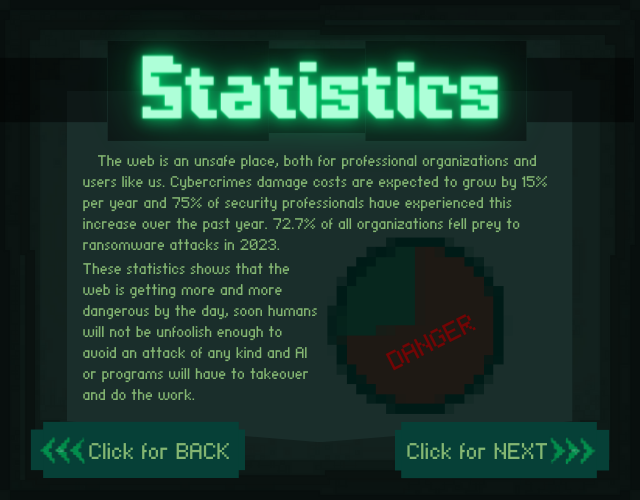 Statistics
The web is an unsafe place, both for professional organizations and
users like us. Cybercrimes damage costs are expected to grow by 15%
per year and 75% of security professionals have experienced this
increase over the past year. 72.7% of all organizations fell prey to
ransomware attacks in 2023.
These statistics shows that the
web is getting more and more
dangerous by the day, soon humans
will not be unfoolish enough to
avoid an attack of any kind and AI
or programs will have to takeover
and do the work.
DANGER
<<<Click for BACK
Click for NEXT>>>